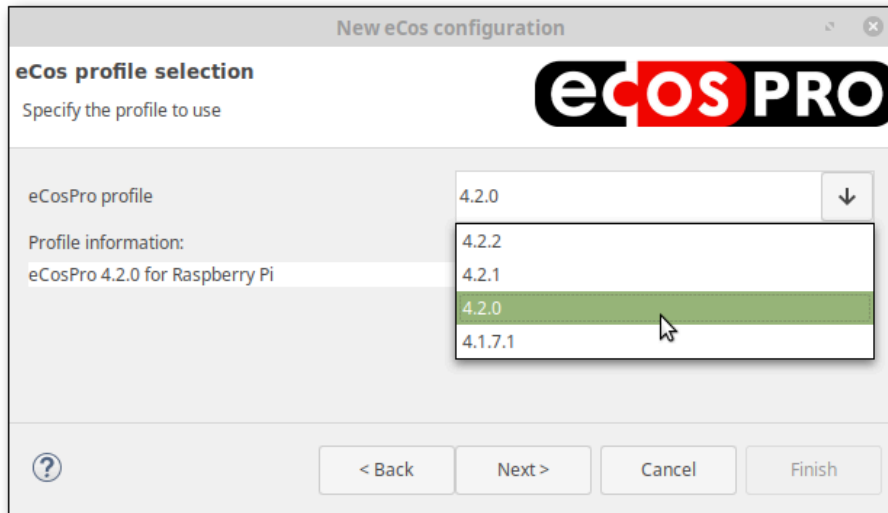 New eCos configuration
eCos profile selection
Specify the profile to use
eCOS PRO
eCosPro profile
4.2.0
Profile information:
eCosPro 4.2.0 for Raspberry Pi
4.2.2
4.2.1
4.2.0
4.1.7.1
?
< Back
Next >
Cancel
Finish